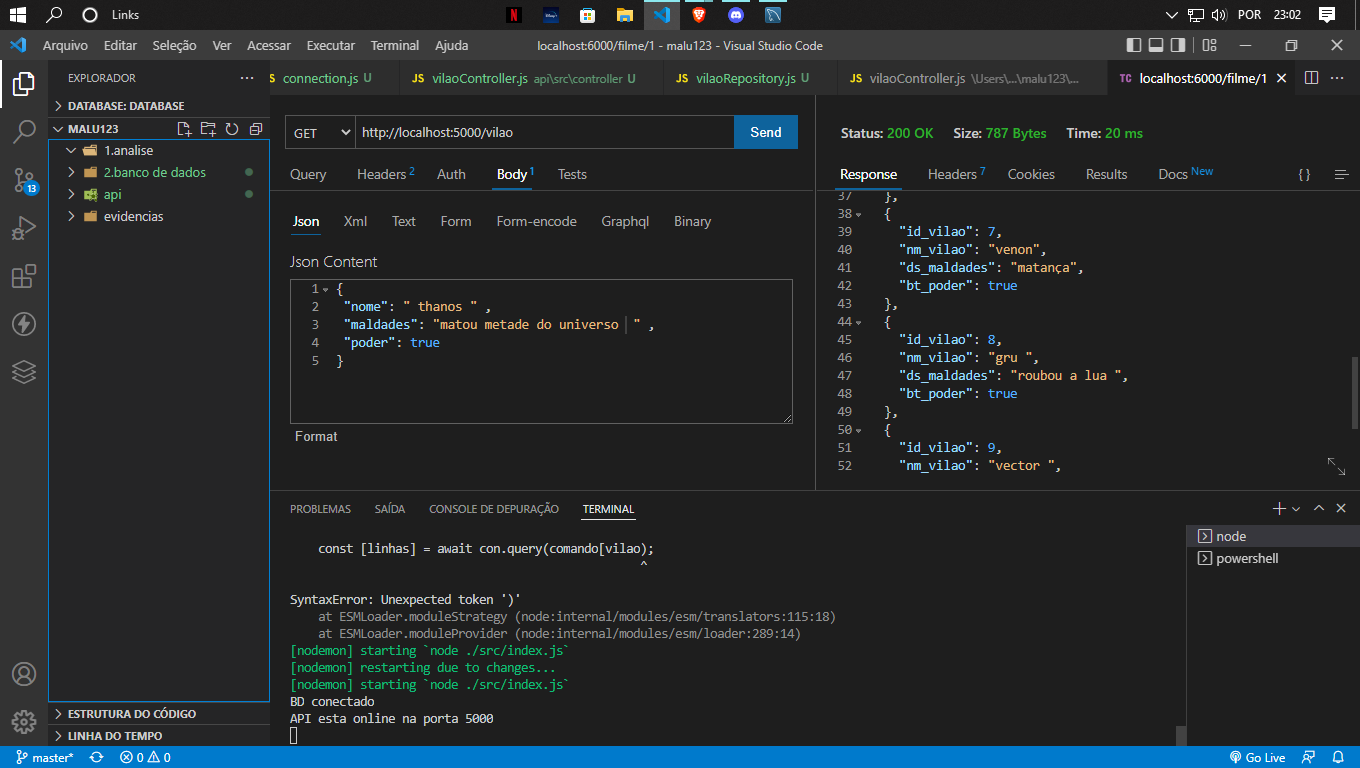 Links
POR
23:02
Arquivo Editar Seleção Ver Acessar Executar Terminal Ajuda
localhost:6000/filme/1 - malu123 - Visual Studio Code
EXPLORADOR
DATABASE: DATABASE
MALU123
1.analise
2.banco de dados
api
evidencias
13
ESTRUTURA DO CÓDIGO
LINHA DO TEMPO
S connection.js U
JS vilaoController.js api\src\controller U
JS vilaoRepository.js U
JS vilaoController.js \Users\...\malu123\...
TC localhost:6000/filme/1
GET http://localhost:5000/vilao Send
Query Headers 2 Auth Body 1 Tests
Json Xml Text Form Form-encode Graphql Binary
Json Content
1 {
2 "nome": " thanos " ,
3 "maldades": "matou metade do universo " ,
4 "poder": true
5 }
Format
Status: 200 OK Size: 787 Bytes Time: 20 ms
Response Headers 7 Cookies Results Docs New
{}
37 },
38 {
39 "id_vilao": 7,
40 "nm_vilao": "venon",
41 "ds_maldades": "matança",
42 "bt_poder": true
43 },
44 {
45 "id_vilao": 8,
46 "nm_vilao": "gru ",
47 "ds_maldades": "roubou a lua ",
48 "bt_poder": true
49 },
50 {
51 "id_vilao": 9,
52 "nm_vilao": "vector ",
PROBLEMAS SAÍDA CONSOLE DE DEPURAÇÃO TERMINAL
const [linhas] = await con.query(comando[vilao);
^
SyntaxError: Unexpected token ')'
at ESMLoader.moduleStrategy (node:internal/modules/esm/translators:115:18)
at ESMLoader.moduleProvider (node:internal/modules/esm/loader:289:14)
[nodemon] starting `node ./src/index.js`
[nodemon] restarting due to changes...
[nodemon] starting `node ./src/index.js`
BD conectado
API esta online na porta 5000
node
powershell
master* 0 0
Go Live